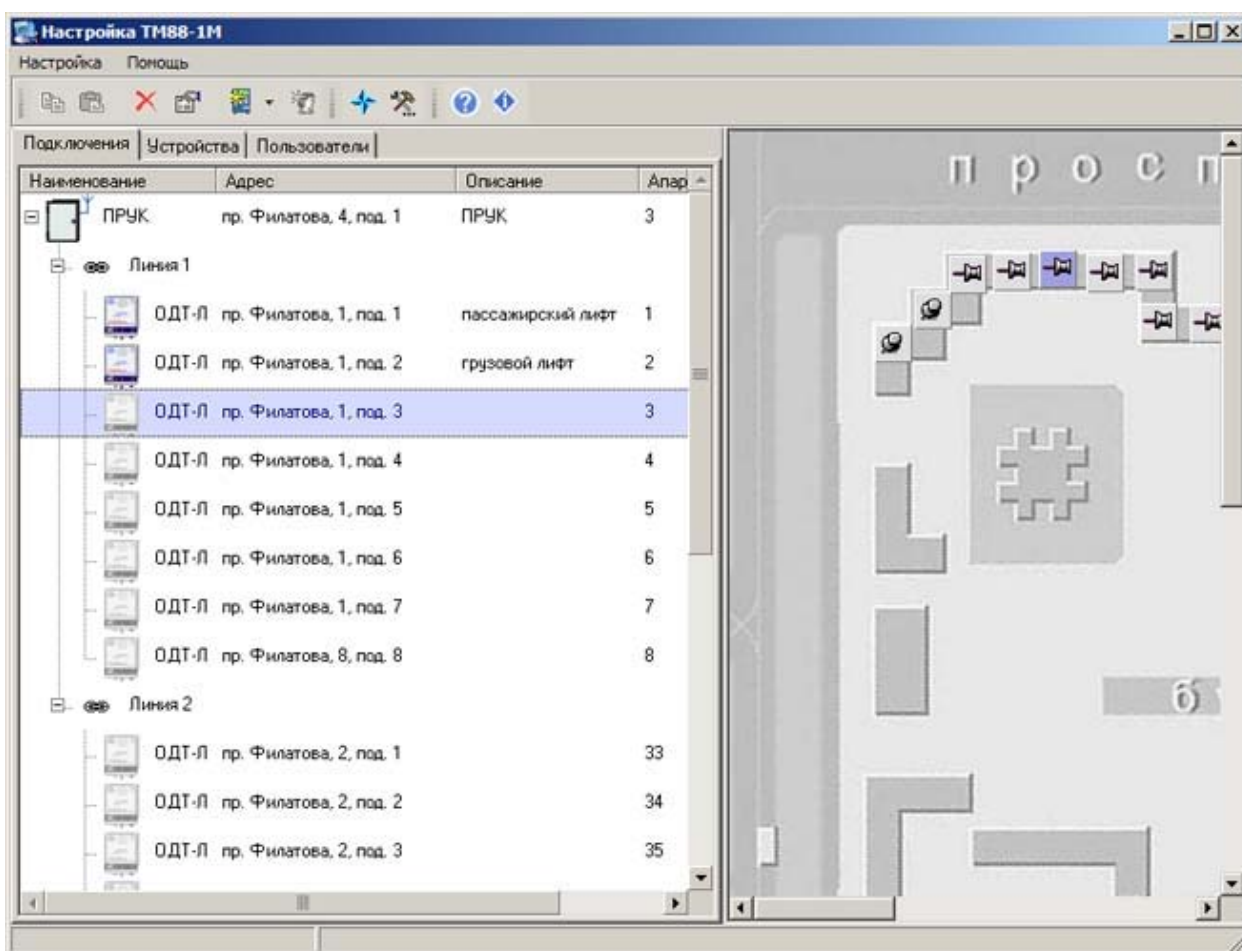 Настройка ТМ88-1М
Настройка Помощь
Подключения Устройства Пользователи
Наименование Адрес Описание Апар
ПРУК пр. Филатова, 4, под. 1 ПРУК 3
Линия 1
ОДТ-Л пр. Филатова, 1, под. 1 пассажирский лифт 1
ОДТ-Л пр. Филатова, 1, под. 2 грузовой лифт 2
ОДТ-Л пр. Филатова, 1, под. 3 3
ОДТ-Л пр. Филатова, 1, под. 4 4
ОДТ-Л пр. Филатова, 1, под. 5 5
ОДТ-Л пр. Филатова, 1, под. 6 6
ОДТ-Л пр. Филатова, 1, под. 7 7
ОДТ-Л пр. Филатова, 8, под. 8 8
Линия 2
ОДТ-Л пр. Филатова, 2, под. 1 33
ОДТ-Л пр. Филатова, 2, под. 2 34
ОДТ-Л пр. Филатова, 2, под. 3 35
п р о с п